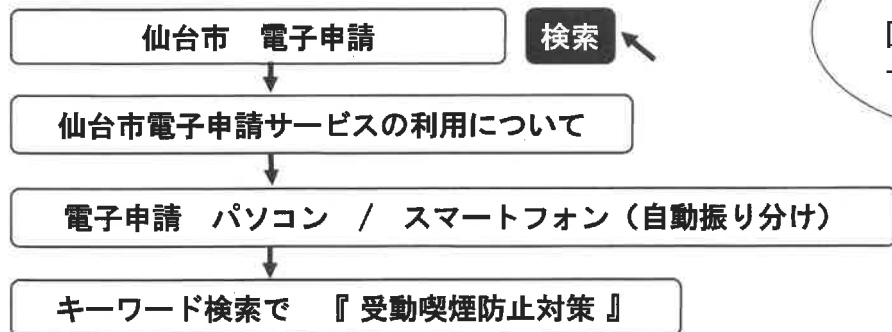 仙台市　電子申請　検索
仙台市電子申請サービスの利用について
電子申請　パソコン　/　スマートフォン（自動振り分け）
キーワード検索で　『 受動喫煙防止対策 』